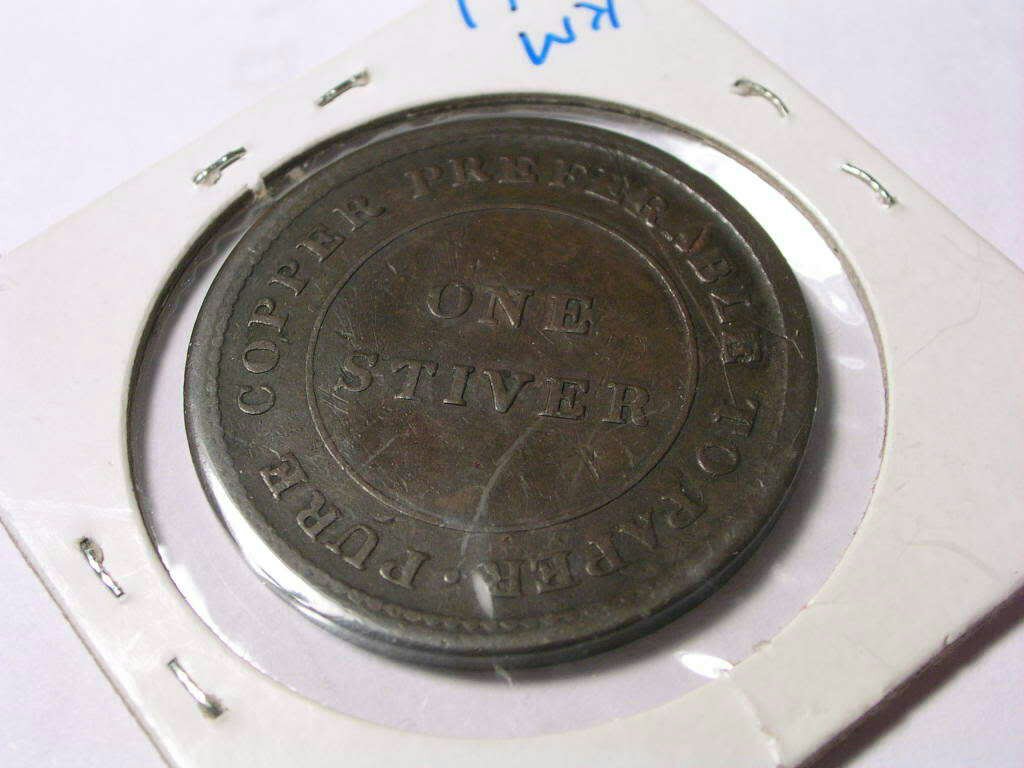 KM
PURE COPPER PREFERABLE TO PAPER ·
ONE
STIVER